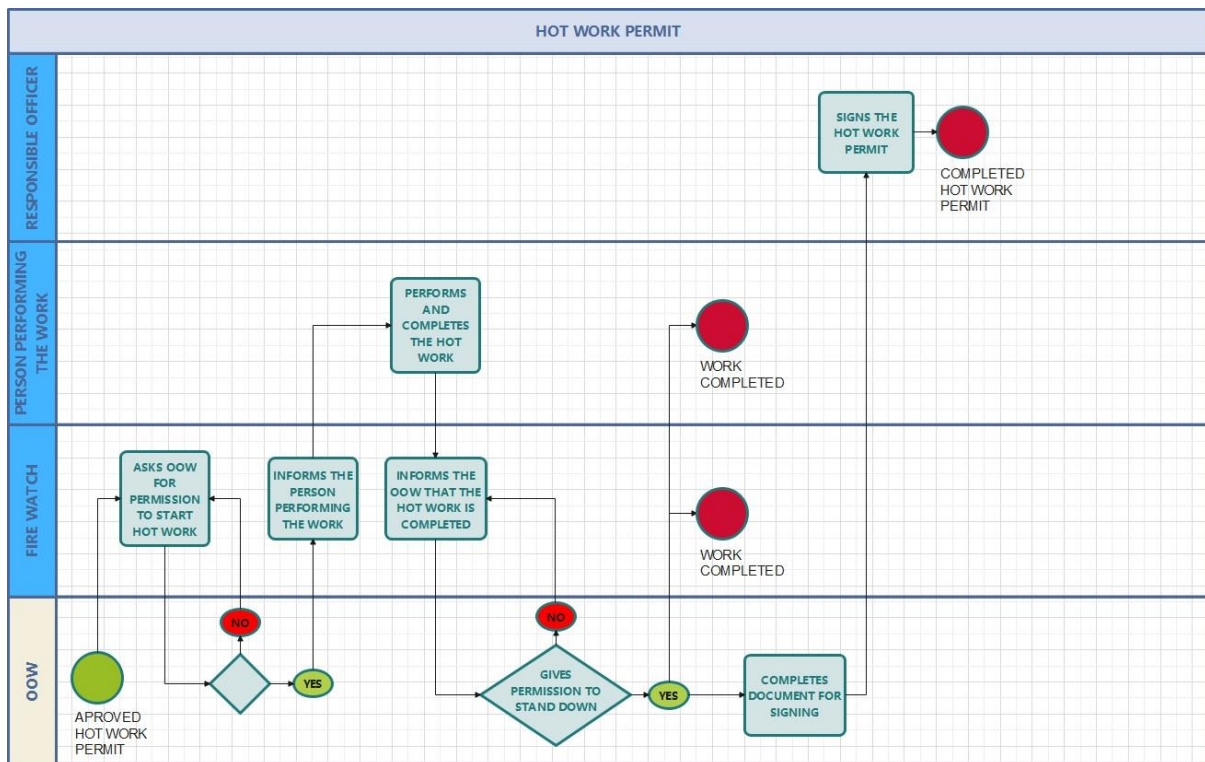 HOT WORK PERMIT
RESPONSIBLE OFFICER
SIGNS THE
HOT WORK
PERMIT
COMPLETED
HOT WORK
PERMIT
PERSON PERFORMING
THE WORK
PERFORMS
AND
COMPLETES
THE HOT
WORK
WORK
COMPLETED
FIRE WATCH
ASKS OOW
FOR
PERMISSION
TO START
HOT WORK
INFORMS THE
PERSON
PERFORMING
THE WORK
INFORMS THE
OOW THAT THE
HOT WORK IS
COMPLETED
WORK
COMPLETED
OOW
APROVED
HOT WORK
PERMIT
NO
YES
NO
GIVES
PERMISSION TO
STAND DOWN
YES
COMPLETES
DOCUMENT FOR
SIGNING